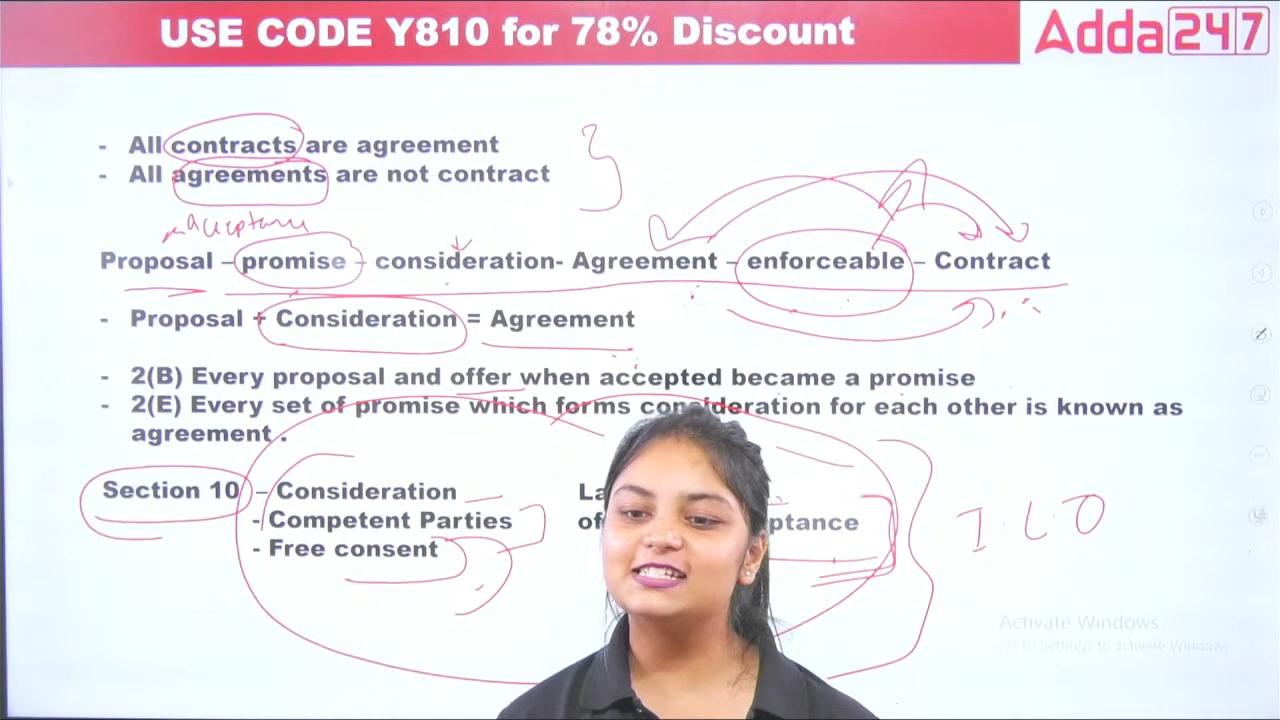 USE CODE Y810 for 78% Discount
Adda 247
- All contracts are agreement
- All agreements are not contract
acceptance
Proposal – promise – consideration- Agreement – enforceable – Contract
- Proposal + Consideration = Agreement
- 2(B) Every proposal and offer when accepted became a promise
- 2(E) Every set of promise which forms consideration for each other is known as
agreement .
Section 10 – Consideration
- Competent Parties
- Free consent
I.L.O
Activate Windows